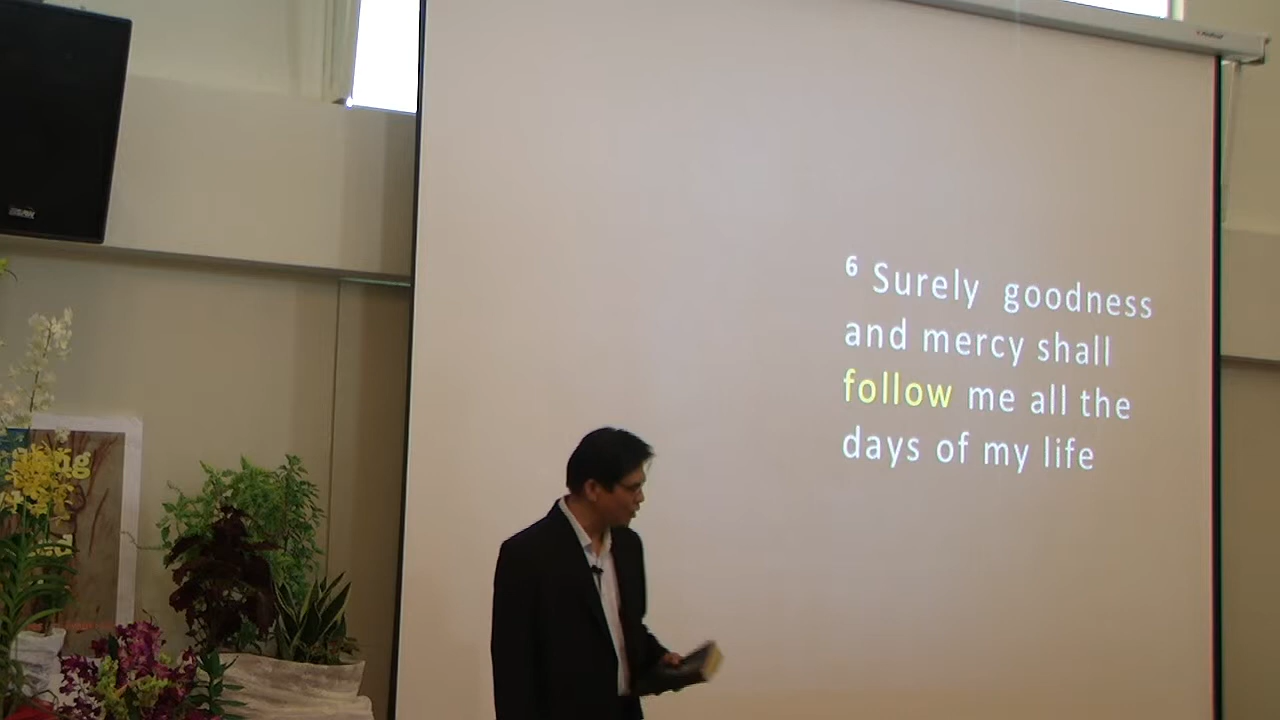 6 Surely goodness
and mercy shall
follow me all the
days of my life